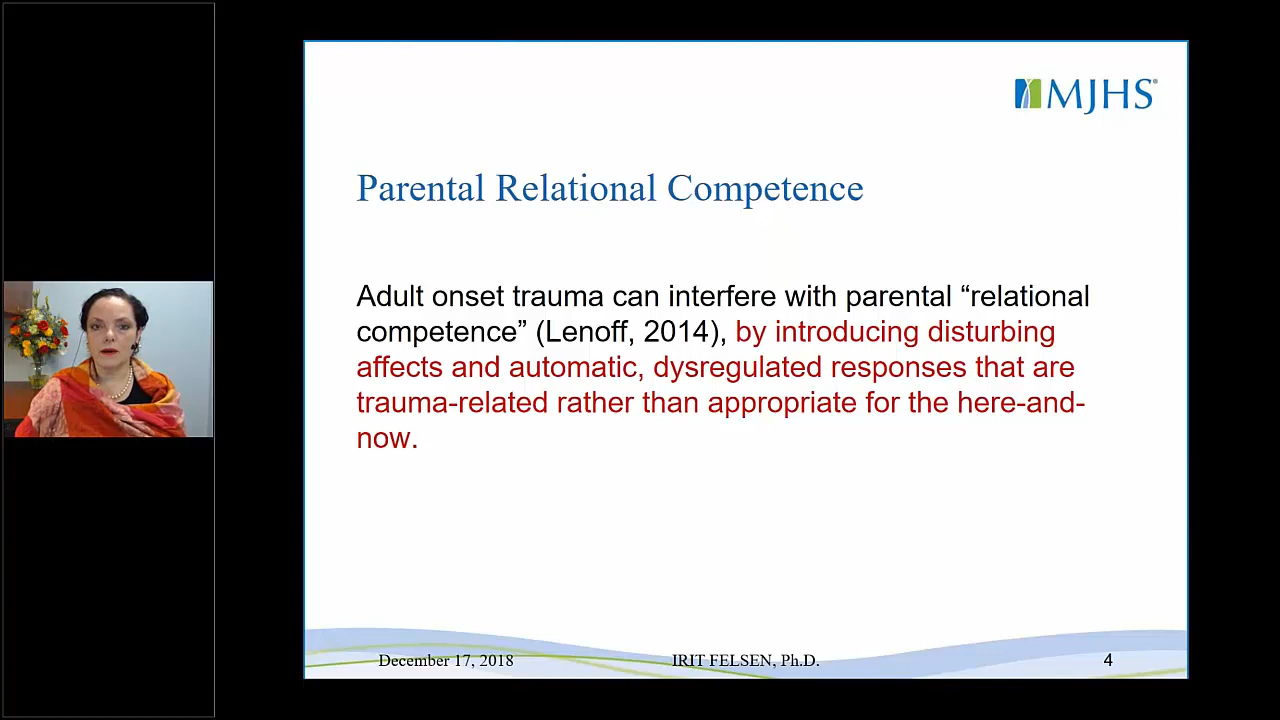 MJHS®
Parental Relational Competence
Adult onset trauma can interfere with parental “relational
competence” (Lenoff, 2014), by introducing disturbing
affects and automatic, dysregulated responses that are
trauma-related rather than appropriate for the here-and-
now.
December 17, 2018 IRIT FELSEN, Ph.D. 4